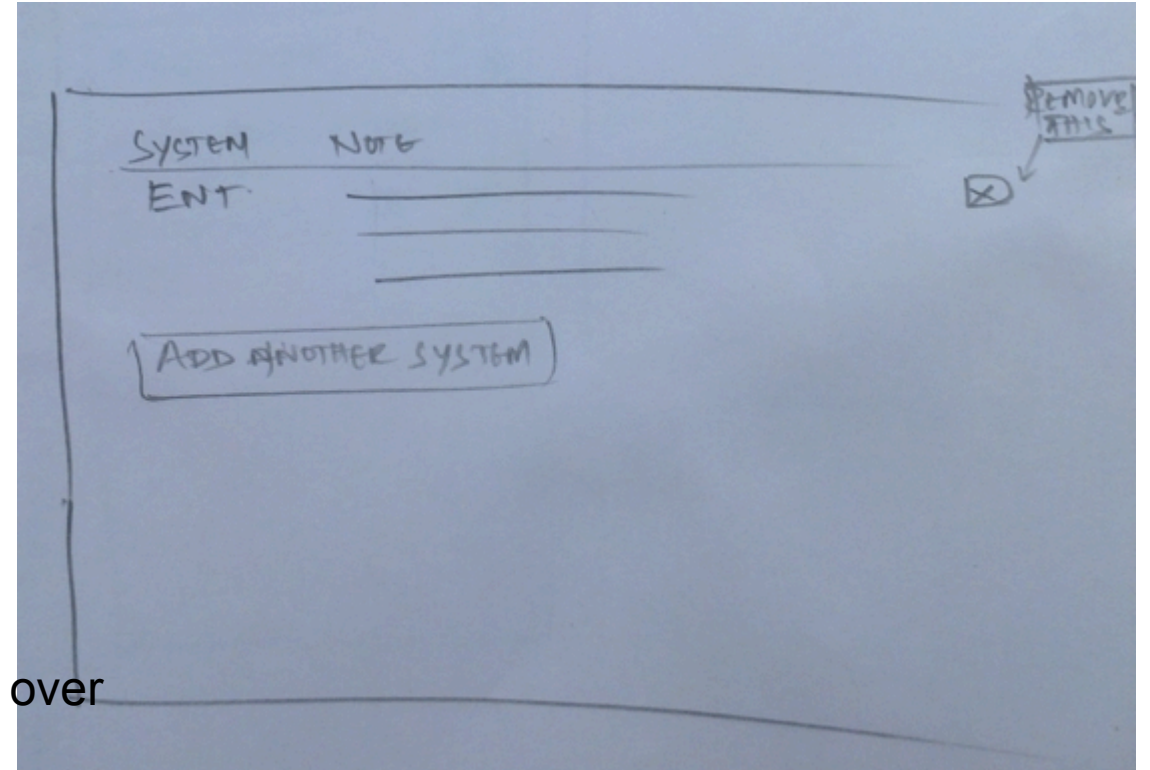 SYSTEM NOTE
REMOVE
THIS
ENT.
ADD ANOTHER SYSTEM
over